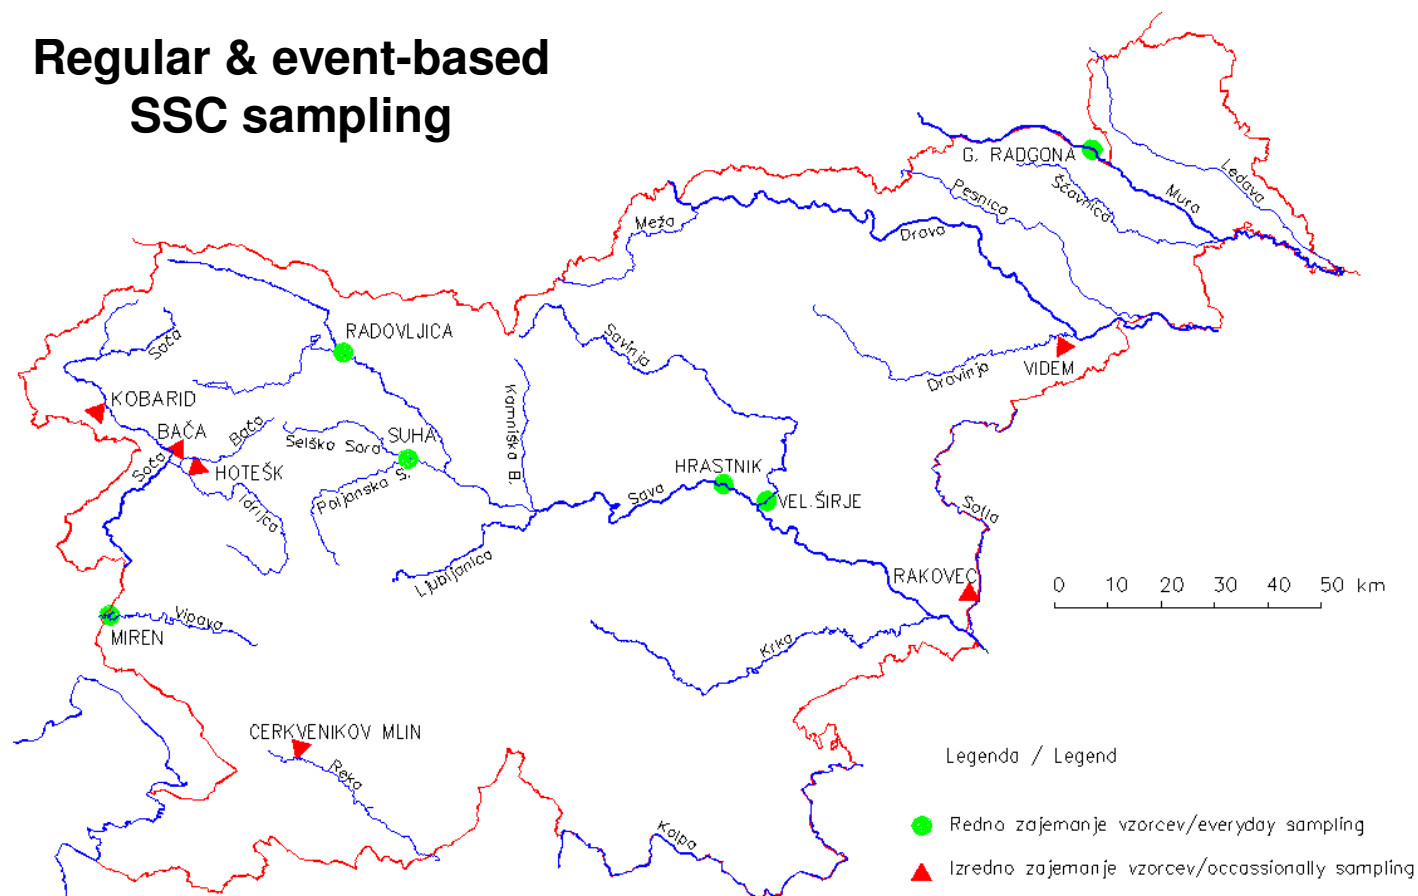 Regular & event-based
SSC sampling
G. RADGONA
Ledava
Pesnica
Ščavnica
Mura
Meža
Drava
RADOVLJICA
Soča
Savinja
VIDEM
Dravinja
KOBARID
Kamniška B.
BAČA
Bača
Selška Sora
SUHA
Soča
HOTEŠK
HRASTNIK
Poljanska S.
Idrijca
Sava
VEL.ŠIRJE
Sotla
Ljubljanica
RAKOVEC
0 10 20 30 40 50 km
Vipava
MIREN
Krka
CERKVENIKOV MLIN
Reka
Legenda / Legend
Kolpa
Redno zajemanje vzorcev/everyday sampling
Izredno zajemanje vzorcev/occassionally sampling